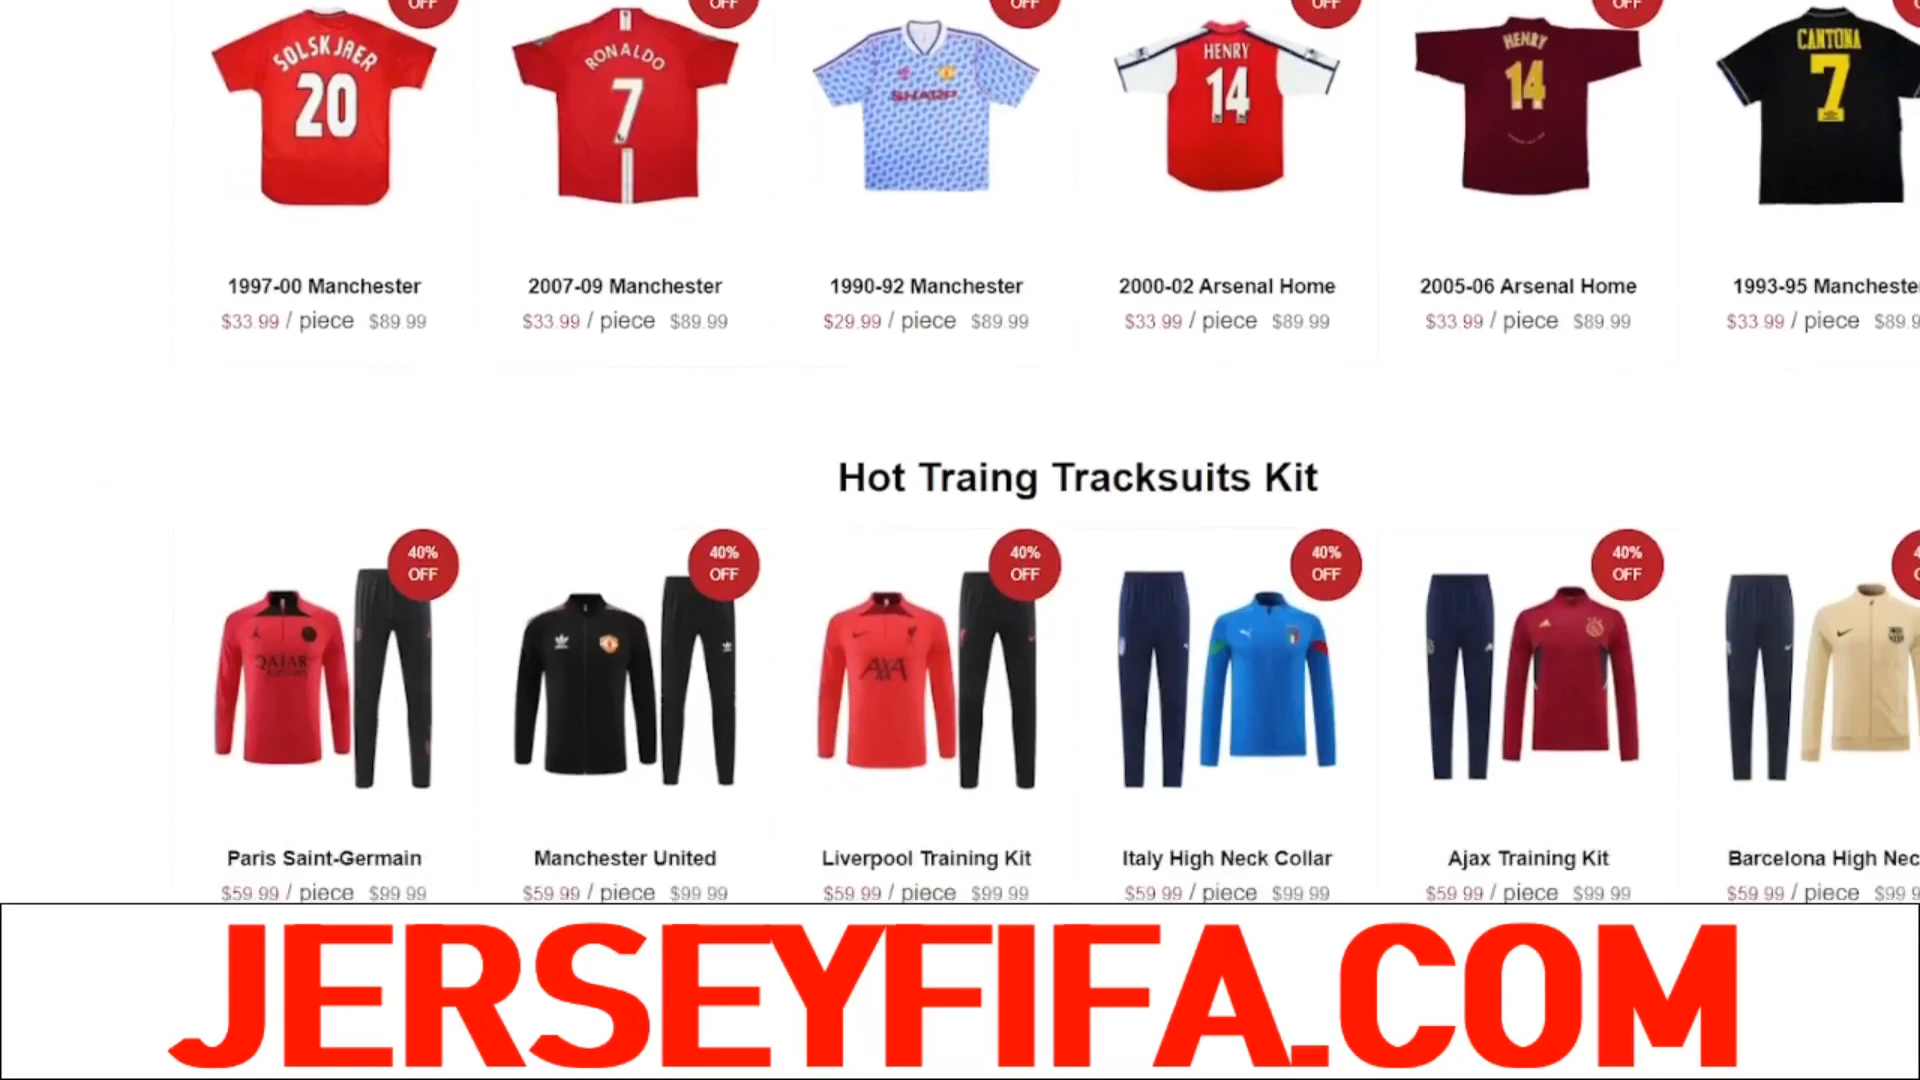 OFF OFF OFF OFF OFF
SOLSKJAER RONALDO HENRY HENRY CANTONA
20 7 SHARP 14 14 7
1997-00 Manchester 2007-09 Manchester 1990-92 Manchester 2000-02 Arsenal Home 2005-06 Arsenal Home 1993-95 Mancheste
$33.99 / piece $89.99 $33.99 / piece $89.99 $29.99 / piece $89.99 $33.99 / piece $89.99 $33.99 / piece $89.99 $33.99 / piece $89.9
Hot Traing Tracksuits Kit
40% 40% 40% 40% 40% 4
OFF OFF OFF OFF OFF
QATAR AXA
Paris Saint-Germain Manchester United Liverpool Training Kit Italy High Neck Collar Ajax Training Kit Barcelona High Nec
$59.99 / piece $99.99 $59.99 / piece $99.99 $59.99 / piece $99.99 $59.99 / piece $99.99 $59.99 / piece $99.99 $59.99 / piece $99.9
JERSEYFIFA.COM